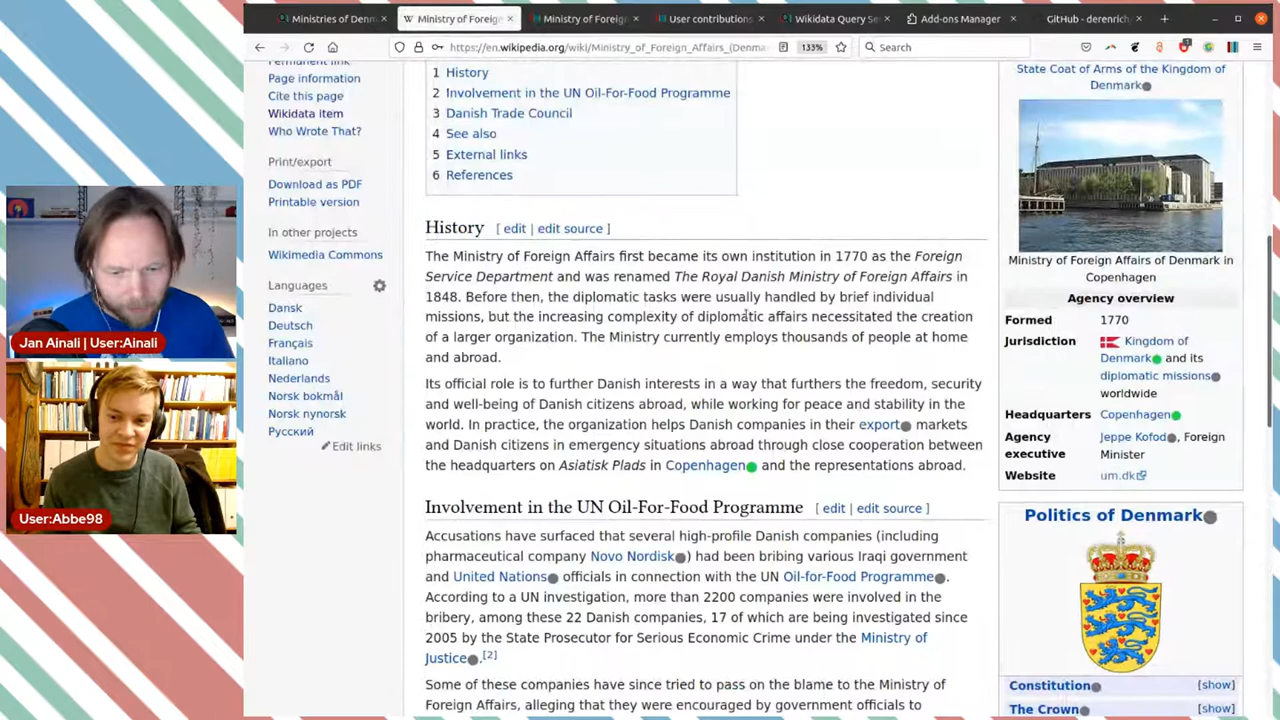 Ministries of Denm
Ministry of Foreign
Ministry of Foreign
User contributions
Wikidata Query Se
Add-ons Manager
GitHub - derenrich
https://en.wikipedia.org/wiki/Ministry_of_Foreign_Affairs_(Denma
133%
Search
Permanent link
Page information
Cite this page
Wikidata item
Who Wrote That?
Print/export
Download as PDF
Printable version
In other projects
Wikimedia Commons
Languages
Dansk
Deutsch
Français
Italiano
Nederlands
Norsk bokmål
Norsk nynorsk
Русский
Edit links
Jan Ainali | User:Ainali
User:Abbe98
1 History
2 Involvement in the UN Oil-For-Food Programme
3 Danish Trade Council
4 See also
5 External links
6 References
History [ edit | edit source ]
The Ministry of Foreign Affairs first became its own institution in 1770 as the Foreign
Service Department and was renamed The Royal Danish Ministry of Foreign Affairs in
1848. Before then, the diplomatic tasks were usually handled by brief individual
missions, but the increasing complexity of diplomatic affairs necessitated the creation
of a larger organization. The Ministry currently employs thousands of people at home
and abroad.
Its official role is to further Danish interests in a way that furthers the freedom, security
and well-being of Danish citizens abroad, while working for peace and stability in the
world. In practice, the organization helps Danish companies in their export markets
and Danish citizens in emergency situations abroad through close cooperation between
the headquarters on Asiatisk Plads in Copenhagen and the representations abroad.
Involvement in the UN Oil-For-Food Programme [ edit | edit source ]
Accusations have surfaced that several high-profile Danish companies (including
pharmaceutical company Novo Nordisk) had been bribing various Iraqi government
and United Nations officials in connection with the UN Oil-for-Food Programme.
According to a UN investigation, more than 2200 companies were involved in the
bribery, among these 22 Danish companies, 17 of which are being investigated since
2005 by the State Prosecutor for Serious Economic Crime under the Ministry of
Justice.[2]
Some of these companies have since tried to pass on the blame to the Ministry of
Foreign Affairs, alleging that they were encouraged by government officials to
State Coat of Arms of the Kingdom of
Denmark
Ministry of Foreign Affairs of Denmark in
Copenhagen
Agency overview
Formed 1770
Jurisdiction Kingdom of
Denmark and its
diplomatic missions
worldwide
Headquarters Copenhagen
Agency Jeppe Kofod, Foreign
executive Minister
Website um.dk
Politics of Denmark
Constitution [show]
The Crown [show]